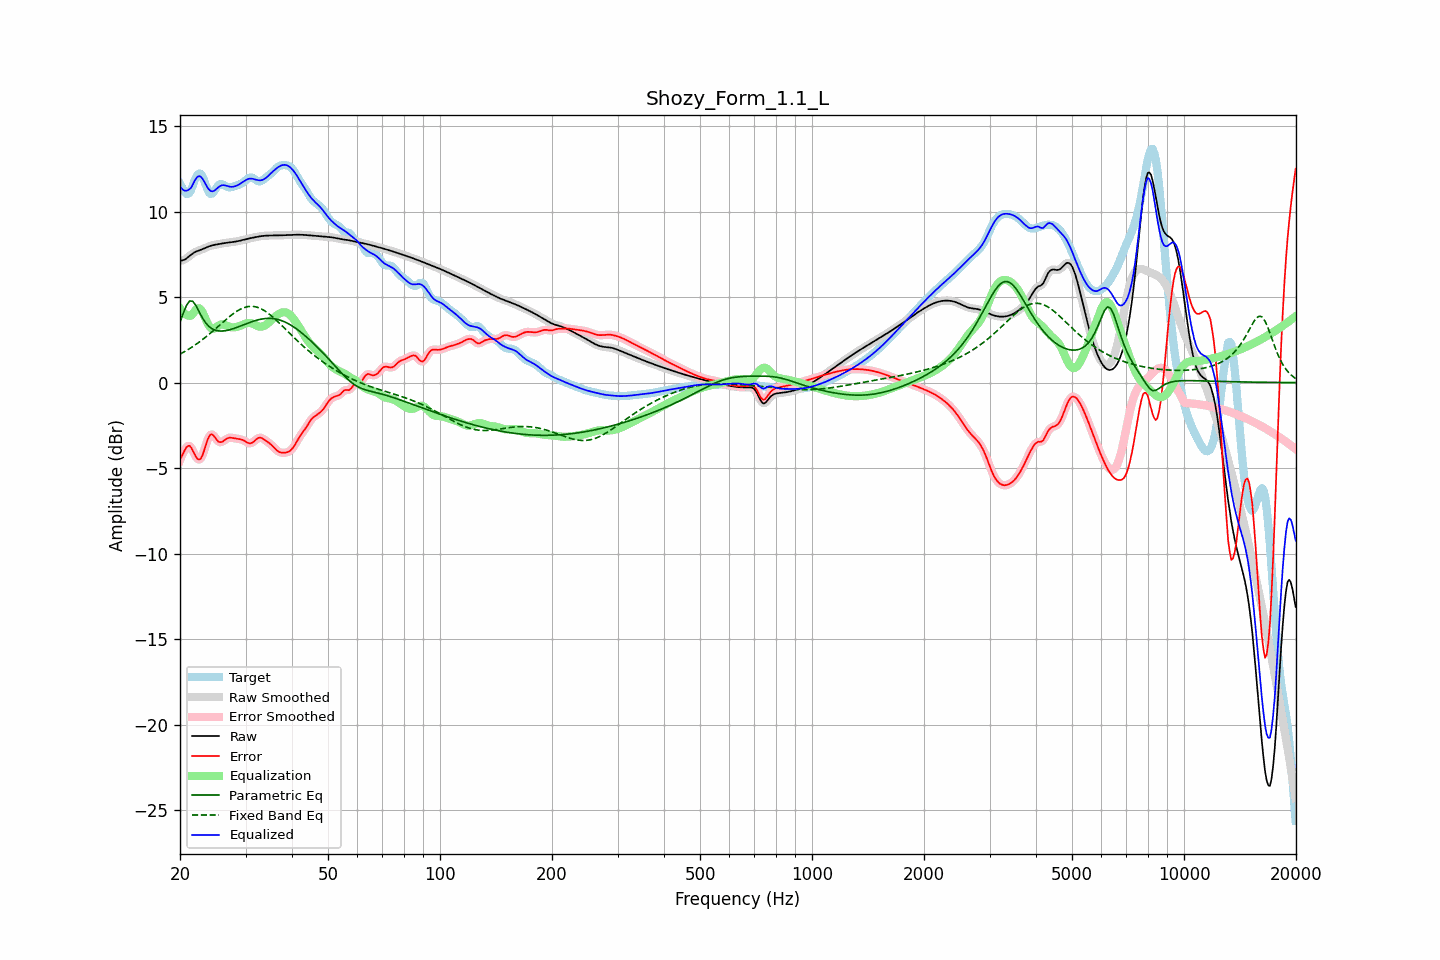 Shozy_Form_1.1_L
15
10
5
0
−5
−10
−15
−20
−25
Amplitude (dBr)
Target
Raw Smoothed
Error Smoothed
Raw
Error
Equalization
Parametric Eq
Fixed Band Eq
Equalized
20 50 100 200 500 1000 2000 5000 10000 20000
Frequency (Hz)